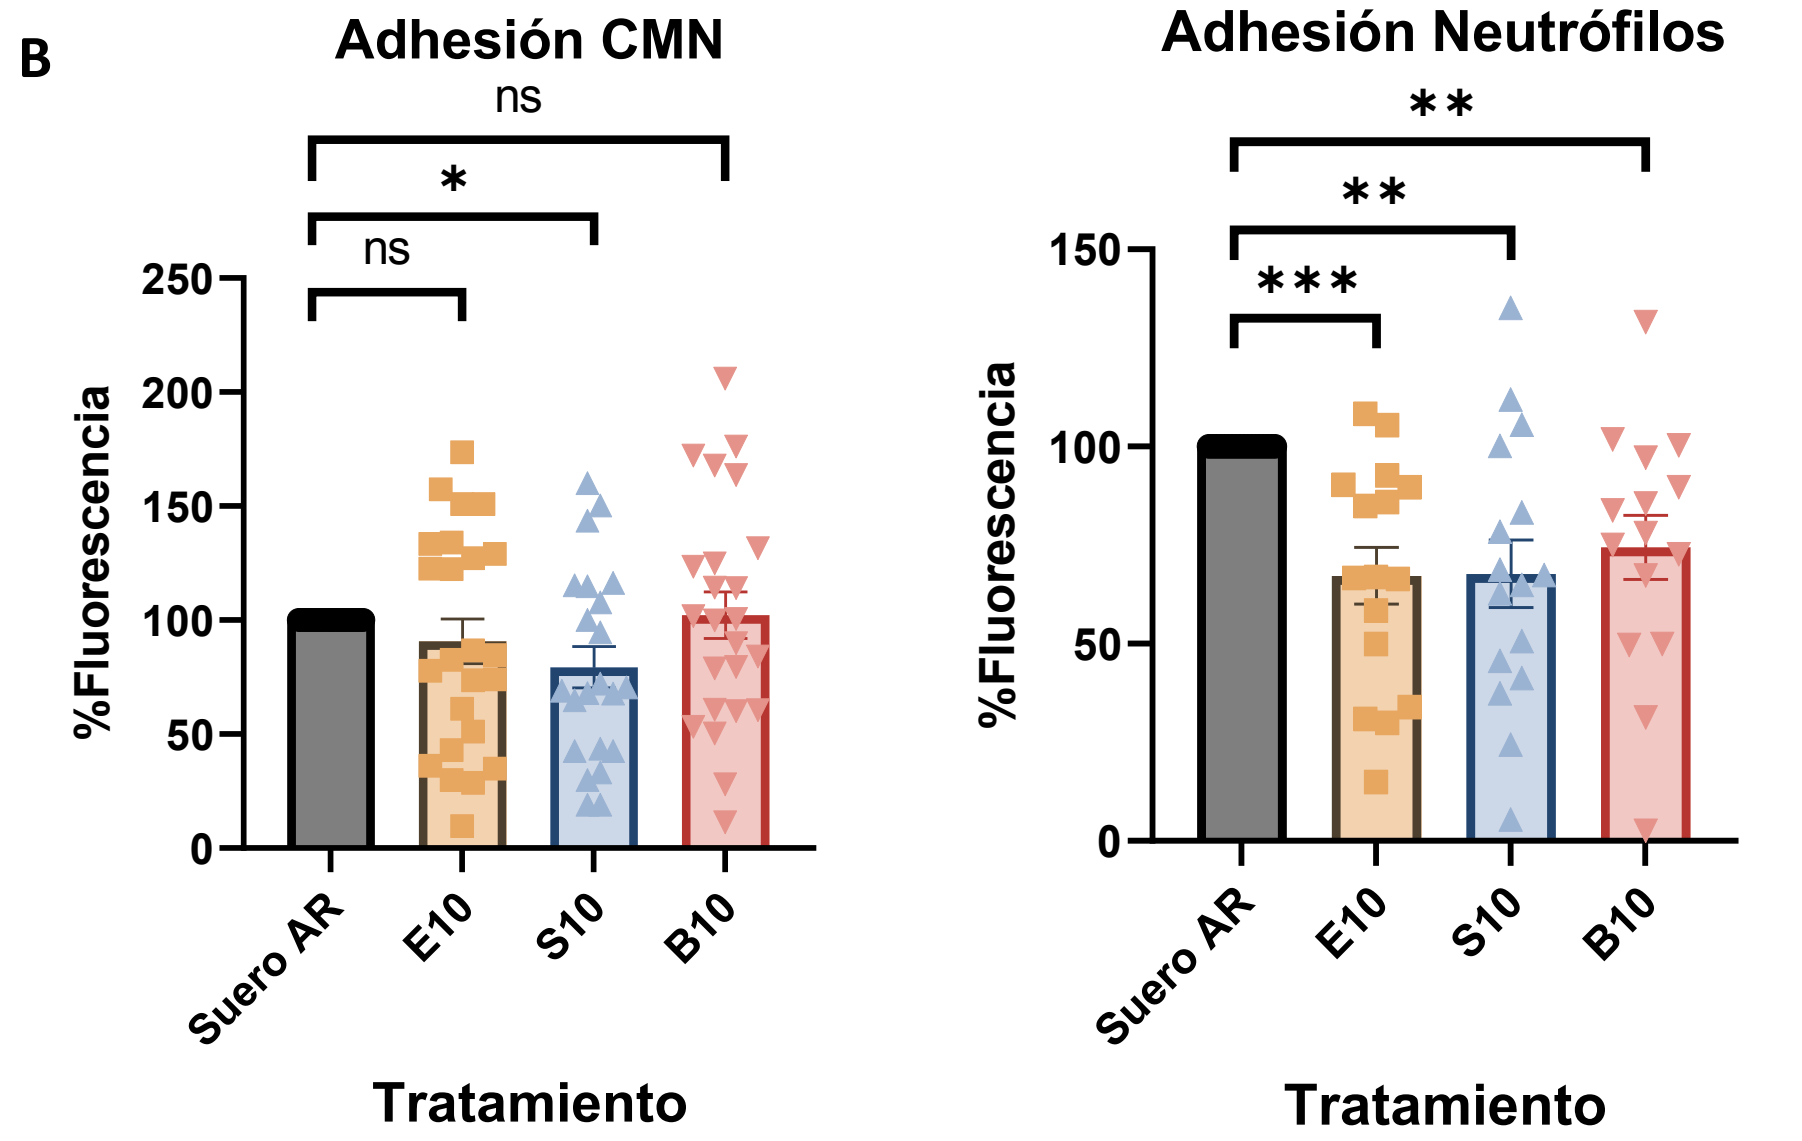 B
Adhesión CMN
ns
*
ns
250
200
150
100
50
0
%Fluorescencia
Suero AR
E10
S10
B10
Tratamiento
Adhesión Neutrófilos
**
**
***
150
100
50
0
%Fluorescencia
Suero AR
E10
S10
B10
Tratamiento